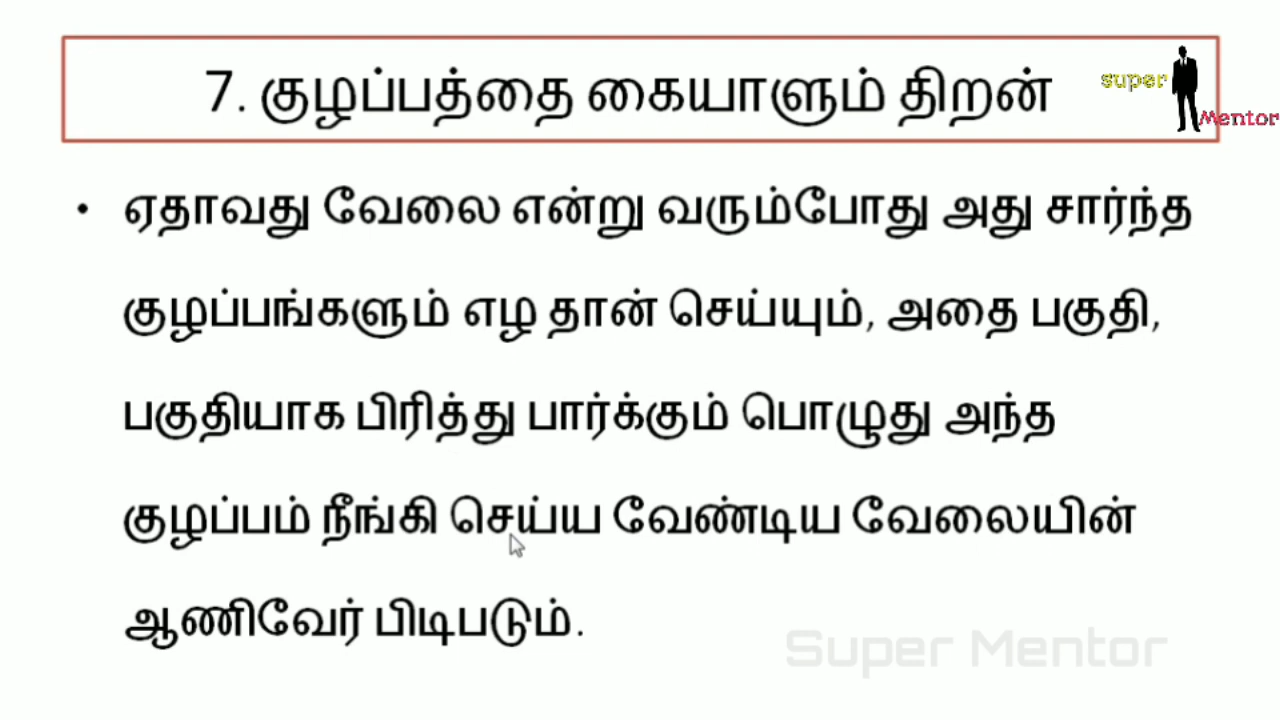 7. குழப்பத்தை கையாளும் திறன்
super
Mentor
• ஏதாவது வேலை என்று வரும்போது அது சார்ந்த
குழப்பங்களும் எழ தான் செய்யும், அதை பகுதி,
பகுதியாக பிரித்து பார்க்கும் பொழுது அந்த
குழப்பம் நீங்கி செய்ய வேண்டிய வேலையின்
ஆணிவேர் பிடிபடும்.
Super Mentor